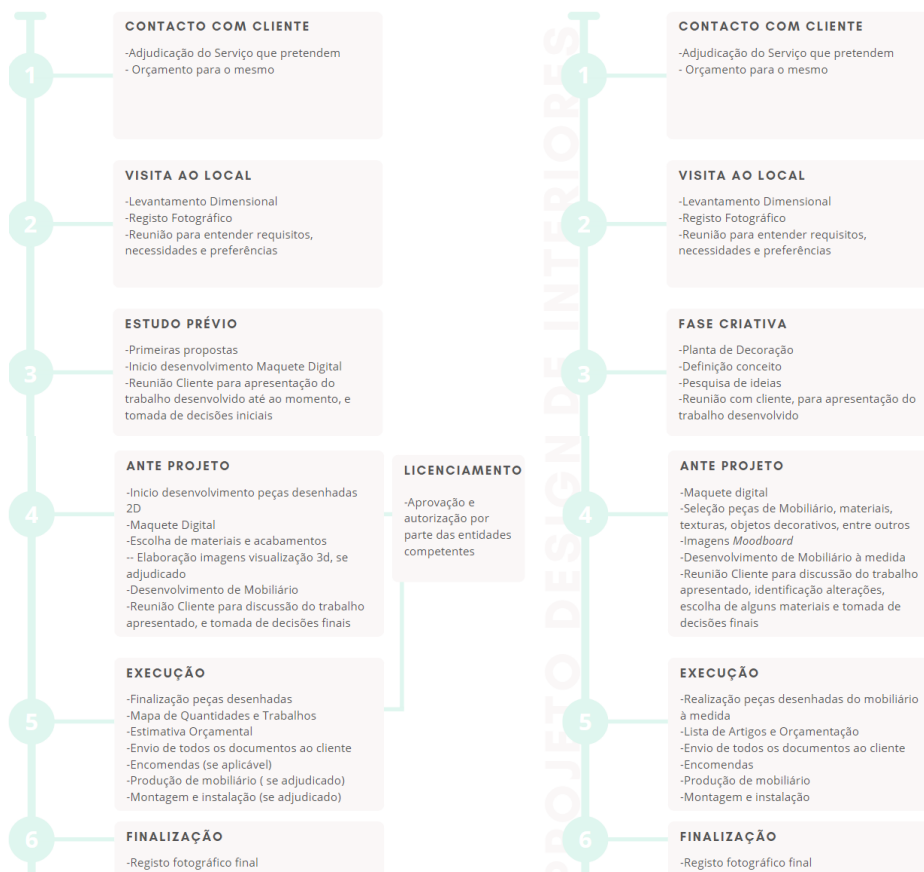 1
CONTACTO COM CLIENTE
-Adjudicação do Serviço que pretendem
- Orçamento para o mesmo
2
VISITA AO LOCAL
-Levantamento Dimensional
-Registo Fotográfico
-Reunião para entender requisitos,
necessidades e preferências
3
ESTUDO PRÉVIO
-Primeiras propostas
-Inicio desenvolvimento Maquete Digital
-Reunião Cliente para apresentação do
trabalho desenvolvido até ao momento, e
tomada de decisões iniciais
4
ANTE PROJETO
-Inicio desenvolvimento peças desenhadas
2D
-Maquete Digital
-Escolha de materiais e acabamentos
-- Elaboração imagens visualização 3d, se
adjudicado
-Desenvolvimento de Mobiliário
-Reunião Cliente para discussão do trabalho
apresentado, e tomada de decisões finais
LICENCIAMENTO
-Aprovação e
autorização por
parte das entidades
competentes
5
EXECUÇÃO
-Finalização peças desenhadas
-Mapa de Quantidades e Trabalhos
-Estimativa Orçamental
-Envio de todos os documentos ao cliente
-Encomendas (se aplicável)
-Produção de mobiliário ( se adjudicado)
-Montagem e instalação (se adjudicado)
6
FINALIZAÇÃO
-Registo fotográfico final
PROJETO DESIGN DE INTERIORES
1
CONTACTO COM CLIENTE
-Adjudicação do Serviço que pretendem
- Orçamento para o mesmo
2
VISITA AO LOCAL
-Levantamento Dimensional
-Registo Fotográfico
-Reunião para entender requisitos,
necessidades e preferências
3
FASE CRIATIVA
-Planta de Decoração
-Definição conceito
-Pesquisa de ideias
-Reunião com cliente, para apresentação do
trabalho desenvolvido
4
ANTE PROJETO
-Maquete digital
-Seleção peças de Mobiliário, materiais,
texturas, objetos decorativos, entre outros
-Imagens Moodboard
-Desenvolvimento de Mobiliário à medida
-Reunião Cliente para discussão do trabalho
apresentado, identificação alterações,
escolha de alguns materiais e tomada de
decisões finais
5
EXECUÇÃO
-Realização peças desenhadas do mobiliário
à medida
-Lista de Artigos e Orçamentação
-Envio de todos os documentos ao cliente
-Encomendas
-Produção de mobiliário
-Montagem e instalação
6
FINALIZAÇÃO
-Registo fotográfico final